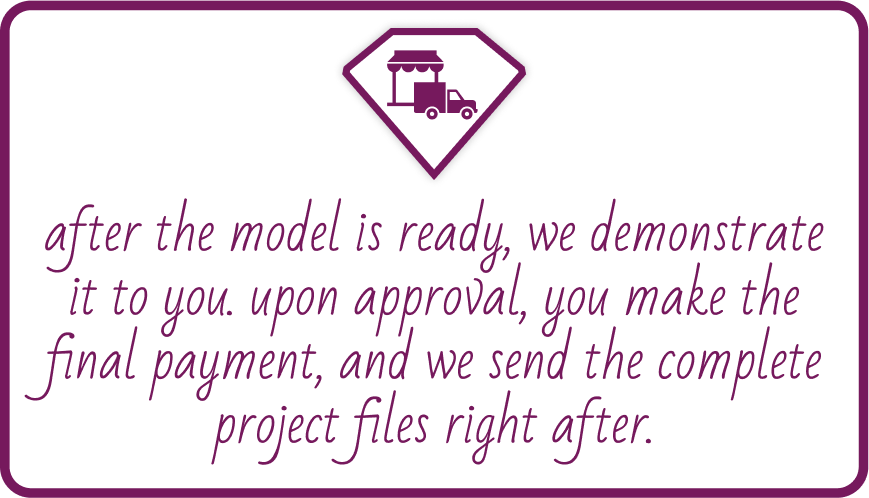 after the model is ready, we demonstrate
it to you. upon approval, you make the
final payment, and we send the complete
project files right after.